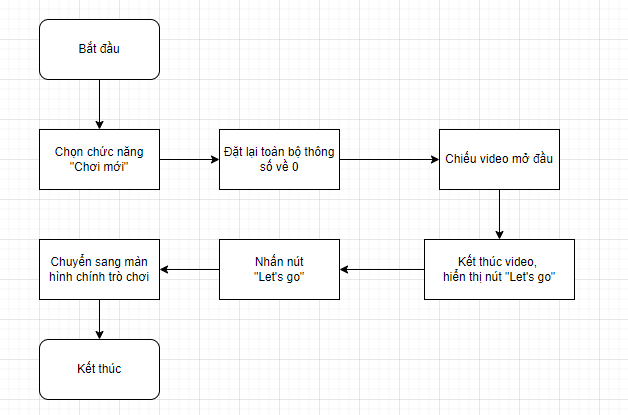 Bắt đầu
Chọn chức năng
"Chơi mới"
Đặt lại toàn bộ thông
số về 0
Chiếu video mở đầu
Kết thúc video,
hiển thị nút "Let's go"
Nhấn nút
"Let's go"
Chuyển sang màn
hình chính trò chơi
Kết thúc